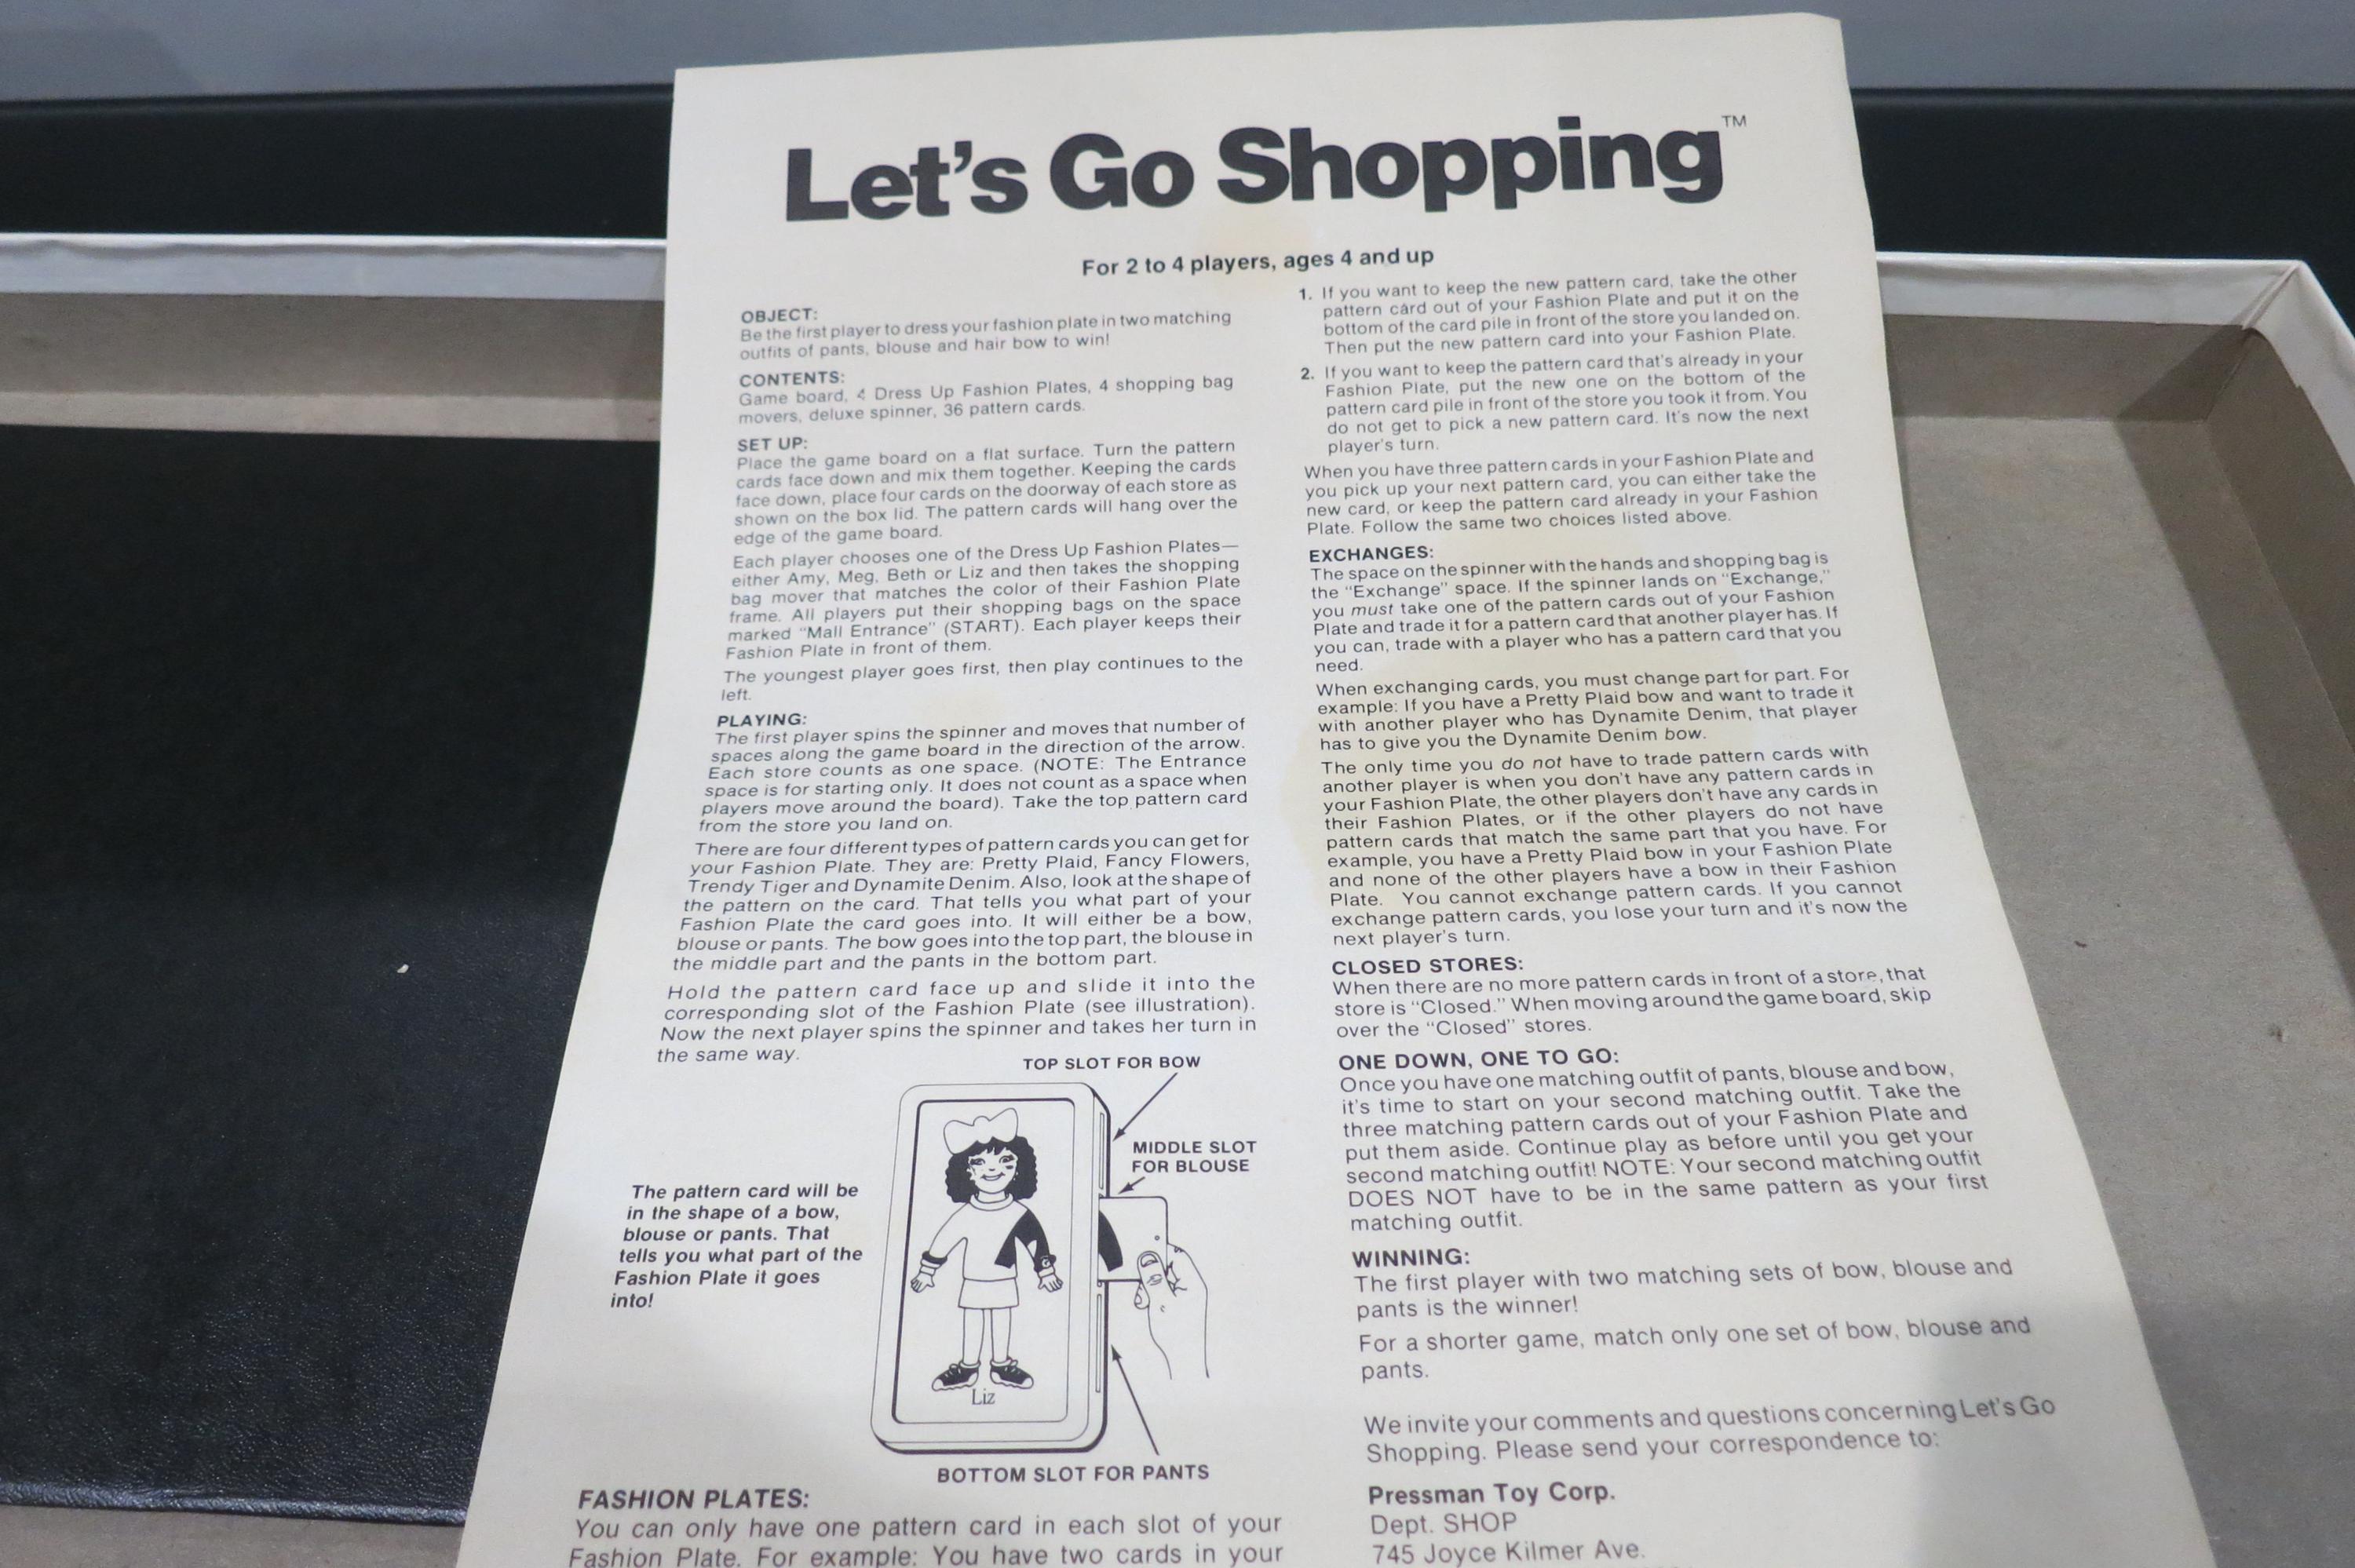 Let's Go Shopping™
For 2 to 4 players, ages 4 and up
OBJECT:
Be the first player to dress your fashion plate in two matching
outfits of pants, blouse and hair bow to win!
CONTENTS:
Game board, 4 Dress Up Fashion Plates, 4 shopping bag
movers, deluxe spinner, 36 pattern cards.
SET UP:
Place the game board on a flat surface. Turn the pattern
cards face down and mix them together. Keeping the cards
face down, place four cards on the doorway of each store as
shown on the box lid. The pattern cards will hang over the
edge of the game board.
Each player chooses one of the Dress Up Fashion Plates—
either Amy, Meg, Beth or Liz and then takes the shopping
bag mover that matches the color of their Fashion Plate
frame. All players put their shopping bags on the space
marked "Mall Entrance" (START). Each player keeps their
Fashion Plate in front of them.
The youngest player goes first, then play continues to the
left.
PLAYING:
The first player spins the spinner and moves that number of
spaces along the game board in the direction of the arrow.
Each store counts as one space. (NOTE: The Entrance
space is for starting only. It does not count as a space when
players move around the board). Take the top pattern card
from the store you land on.
There are four different types of pattern cards you can get for
your Fashion Plate. They are: Pretty Plaid, Fancy Flowers,
Trendy Tiger and Dynamite Denim. Also, look at the shape of
the pattern on the card. That tells you what part of your
Fashion Plate the card goes into. It will either be a bow,
blouse or pants. The bow goes into the top part, the blouse in
the middle part and the pants in the bottom part.
Hold the pattern card face up and slide it into the
corresponding slot of the Fashion Plate (see illustration).
Now the next player spins the spinner and takes her turn in
the same way.
TOP SLOT FOR BOW
MIDDLE SLOT
FOR BLOUSE
The pattern card will be
in the shape of a bow,
blouse or pants. That
tells you what part of the
Fashion Plate it goes
into!
Liz
BOTTOM SLOT FOR PANTS
FASHION PLATES:
You can only have one pattern card in each slot of your
Fashion Plate. For example: You have two cards in your
1. If you want to keep the new pattern card, take the other
pattern card out of your Fashion Plate and put it on the
bottom of the card pile in front of the store you landed on.
Then put the new pattern card into your Fashion Plate.
2. If you want to keep the pattern card that's already in your
Fashion Plate, put the new one on the bottom of the
pattern card pile in front of the store you took it from. You
do not get to pick a new pattern card. It's now the next
player's turn.
When you have three pattern cards in your Fashion Plate and
you pick up your next pattern card, you can either take the
new card, or keep the pattern card already in your Fashion
Plate. Follow the same two choices listed above.
EXCHANGES:
The space on the spinner with the hands and shopping bag is
the "Exchange" space. If the spinner lands on "Exchange,"
you must take one of the pattern cards out of your Fashion
Plate and trade it for a pattern card that another player has. If
you can, trade with a player who has a pattern card that you
need.
When exchanging cards, you must change part for part. For
example: If you have a Pretty Plaid bow and want to trade it
with another player who has Dynamite Denim, that player
has to give you the Dynamite Denim bow.
The only time you do not have to trade pattern cards with
another player is when you don't have any pattern cards in
your Fashion Plate, the other players don't have any cards in
their Fashion Plates, or if the other players do not have
pattern cards that match the same part that you have. For
example, you have a Pretty Plaid bow in your Fashion Plate
and none of the other players have a bow in their Fashion
Plate. You cannot exchange pattern cards. If you cannot
exchange pattern cards, you lose your turn and it's now the
next player's turn.
CLOSED STORES:
When there are no more pattern cards in front of a store, that
store is "Closed." When moving around the game board, skip
over the "Closed" stores.
ONE DOWN, ONE TO GO:
Once you have one matching outfit of pants, blouse and bow,
it's time to start on your second matching outfit. Take the
three matching pattern cards out of your Fashion Plate and
put them aside. Continue play as before until you get your
second matching outfit! NOTE: Your second matching outfit
DOES NOT have to be in the same pattern as your first
matching outfit.
WINNING:
The first player with two matching sets of bow, blouse and
pants is the winner!
For a shorter game, match only one set of bow, blouse and
pants.
We invite your comments and questions concerning Let's Go
Shopping. Please send your correspondence to:
Pressman Toy Corp.
Dept. SHOP
745 Joyce Kilmer Ave.